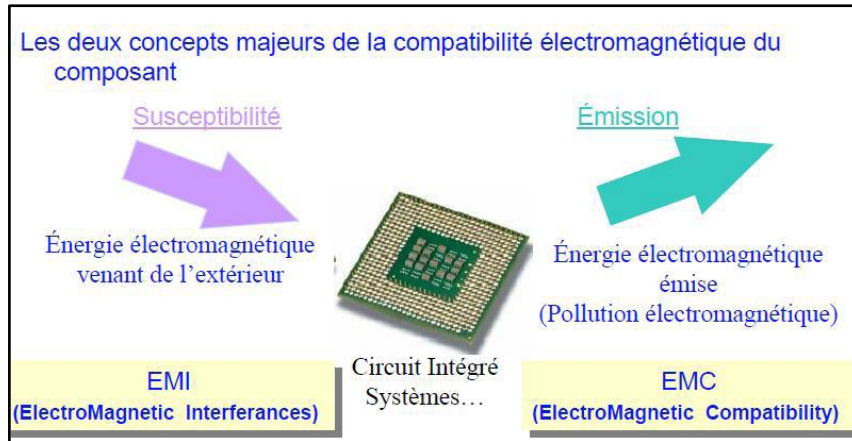 Les deux concepts majeurs de la compatibilité électromagnétique du
composant
Susceptibilité
Émission
Énergie électromagnétique
venant de l'extérieur
Énergie électromagnétique
émise
(Pollution électromagnétique)
Circuit Intégré
Systèmes...
EMI
(ElectroMagnetic Interferances)
EMC
(ElectroMagnetic Compatibility)